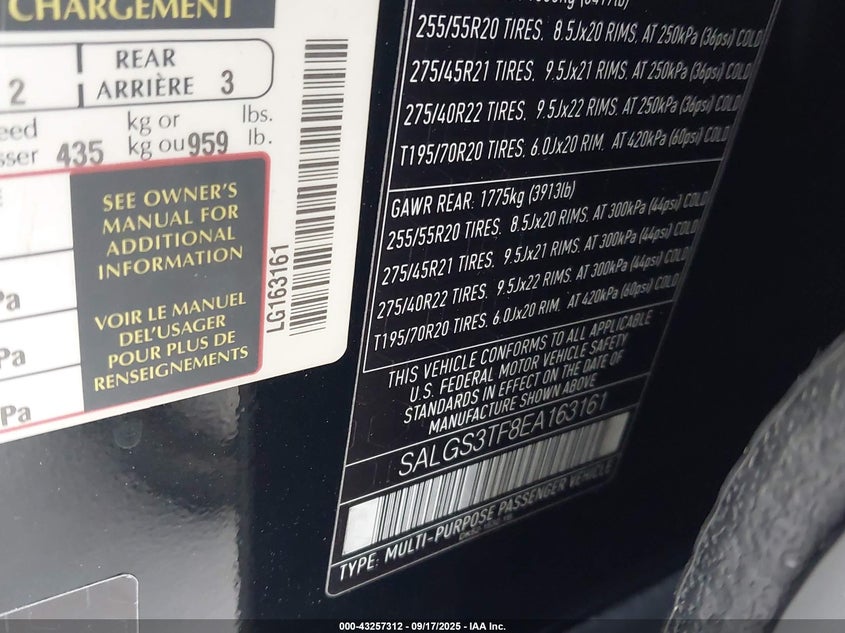 CHARGEMENT
2
REAR
ARRIÈRE 3
kg or lbs.
435 kg ou 959 lb.
SEE OWNER'S
MANUAL FOR
ADDITIONAL
INFORMATION
VOIR LE MANUEL
DEL'USAGER
POUR PLUS DE
RENSEIGNEMENTS
LG163161
255/55R20 TIRES, 8.5Jx20 RIMS, AT 250kPa (36psi) COLD
275/45R21 TIRES, 9.5Jx21 RIMS, AT 250kPa (36psi) COLD
275/40R22 TIRES, 9.5Jx22 RIMS, AT 250kPa (36psi) COLD
T195/70R20 TIRES, 6.0Jx20 RIM, AT 420kPa (60psi) COLD
GAWR REAR: 1775kg (3913lb)
255/55R20 TIRES, 8.5Jx20 RIMS, AT 300kPa (44psi) COLD
275/45R21 TIRES, 9.5Jx21 RIMS, AT 300kPa (44psi) COLD
275/40R22 TIRES, 9.5Jx22 RIMS, AT 300kPa (44psi) COLD
T195/70R20 TIRES, 6.0Jx20 RIM, AT 420kPa (60psi) COLD
THIS VEHICLE CONFORMS TO ALL APPLICABLE
U.S. FEDERAL MOTOR VEHICLE SAFETY
STANDARDS IN EFFECT ON THE DATE OF
MANUFACTURE SHOWN ABOVE
SALGS3TF8EA163161
TYPE: MULTI-PURPOSE PASSENGER VEHICLE
000-43257312 - 09/17/2025 - IAA Inc.